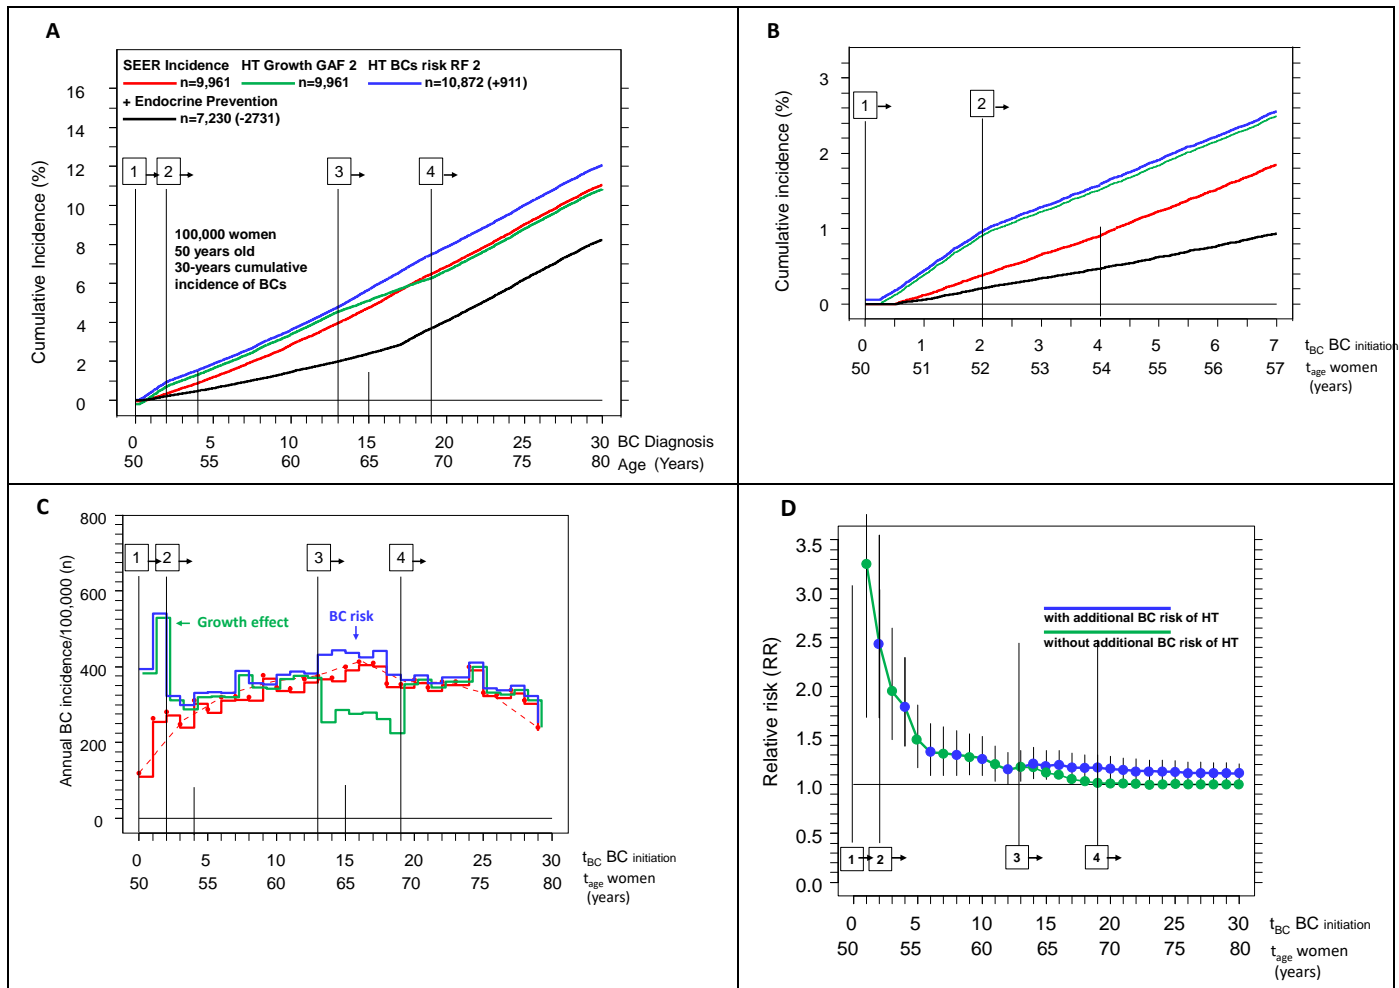 A
SEER Incidence HT Growth GAF 2 HT BCs risk RF 2
n=9,961 n=9,961 n=10,872 (+911)
+ Endocrine Prevention
n=7,230 (-2731)
16
14
12
10
8
6
4
2
0
Cumulative Incidence (%)
1 2 3 4
100,000 women
50 years old
30-years cumulative
incidence of BCs
0 5 10 15 20 25 30 BC Diagnosis
50 55 60 65 70 75 80 Age (Years)
B
3
2
1
0
Cumulative incidence (%)
1 2
0 1 2 3 4 5 6 7 tBC BC initiation
50 51 52 53 54 55 56 57 tage women
(years)
C
800
600
400
200
0
Annual BC incidence/100,000 (n)
1 2 3 4
Growth effect
BC risk
0 5 10 15 20 25 30 tBC BC initiation
50 55 60 65 70 75 80 tage women
(years)
D
3.5
3.0
2.5
2.0
1.5
1.0
0.5
0.0
Relative risk (RR)
with additional BC risk of HT
without additional BC risk of HT
1 2 3 4
0 5 10 15 20 25 30 tBC BC initiation
50 55 60 65 70 75 80 tage women
(years)